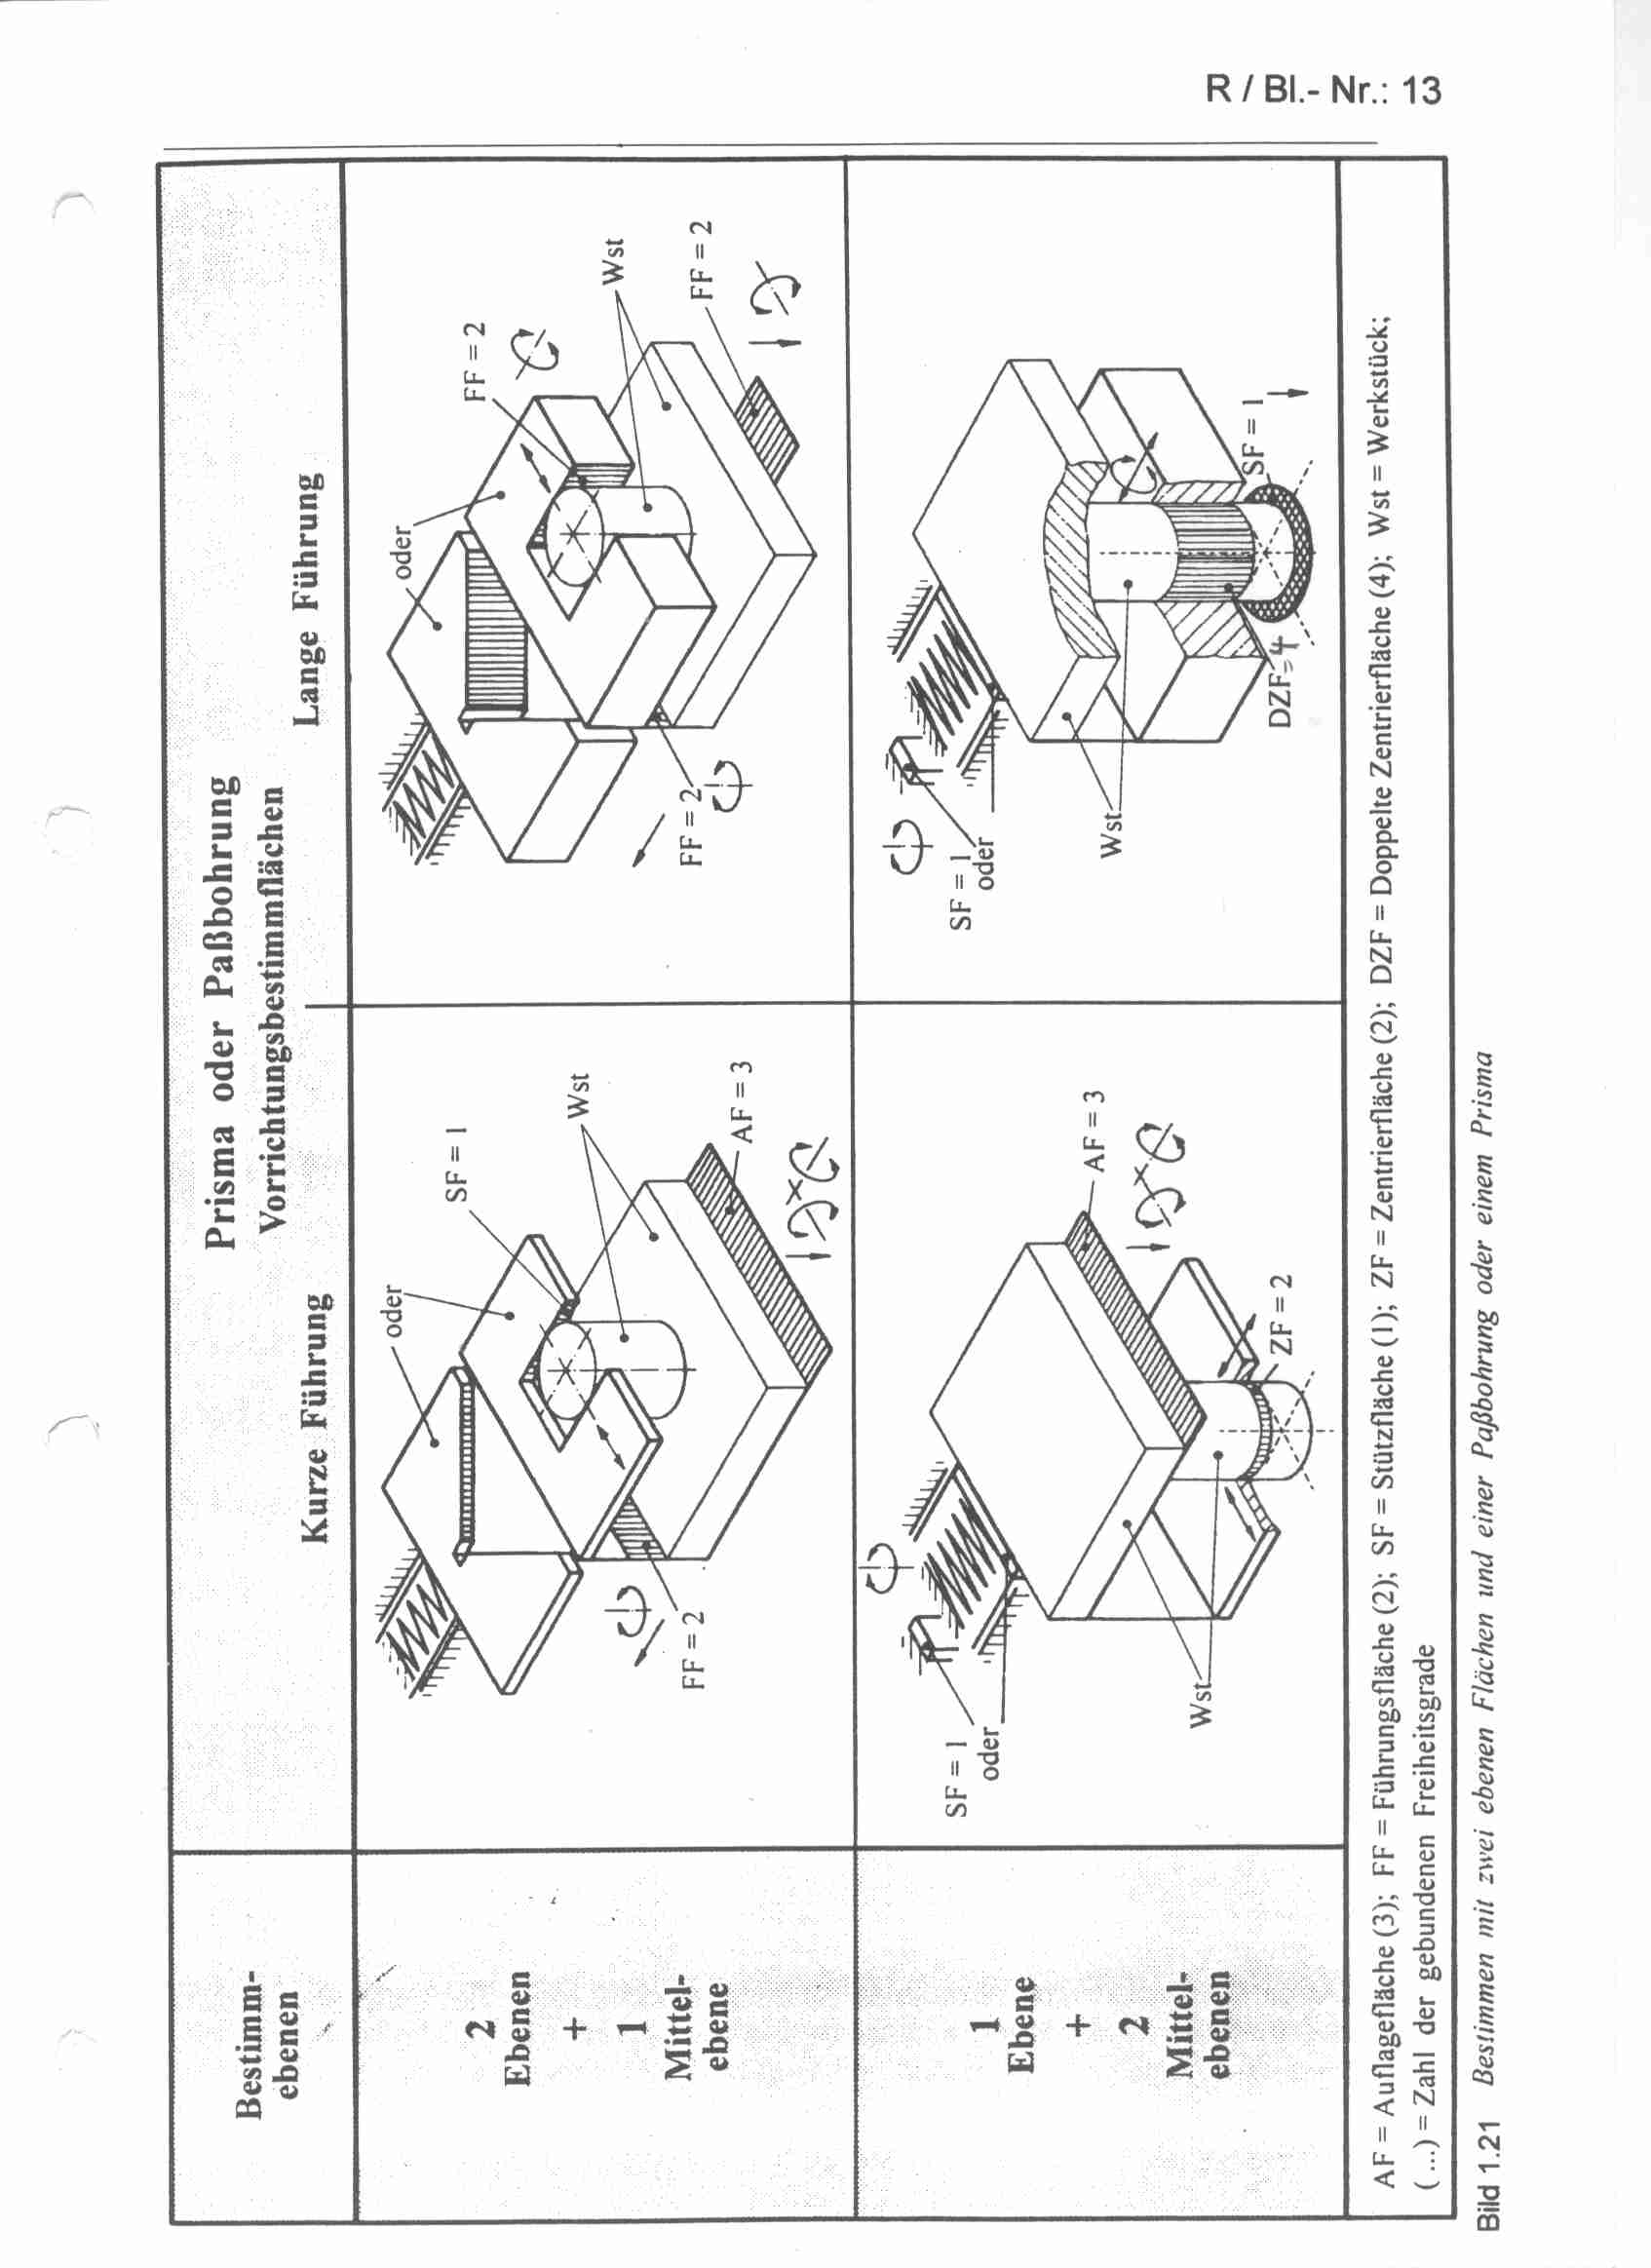 R / Bl.- Nr.: 13
Bestimm-
ebenen
Prisma oder Paßbohrung
Vorrichtungsbestimmflächen
Kurze Führung
Lange Führung
2
Ebenen
+
1
Mittel-
ebene
oder
SF = 1
Wst
FF = 2
AF = 3
oder
FF = 2
Wst
FF = 2
FF = 2
1
Ebene
+
2
Mittel-
ebenen
SF = 1
oder
AF = 3
Wst
ZF = 2
SF = 1
oder
Wst
SF = 1
DZF = 4
AF = Auflagefläche (3); FF = Führungsfläche (2); SF = Stützfläche (1); ZF = Zentrierfläche (2); DZF = Doppelte Zentrierfläche (4); Wst = Werkstück;
(...) = Zahl der gebundenen Freiheitsgrade
Bild 1.21 Bestimmen mit zwei ebenen Flächen und einer Paßbohrung oder einem Prisma